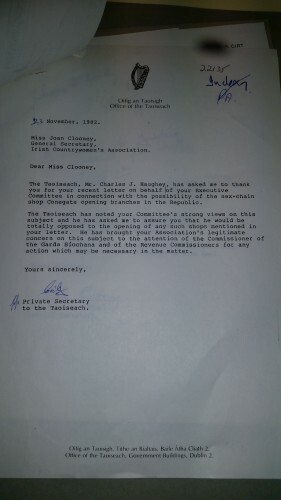 COPY
22135
Index
PA.
Oifig an Taoisigh
Office of the Taoiseach
22 November, 1982.
Miss Joan Clooney,
General Secretary,
Irish Countrywomen's Association.
Dear Miss Clooney,
The Taoiseach, Mr. Charles J. Haughey, has asked me to thank
you for your recent letter on behalf of your Executive
Committee in connection with the possibility of the sex-chain
shop Conegate opening branches in the Republic.
The Taoiseach has noted your Committee's strong views on this
subject and he has asked me to assure you that he would be
totally opposed to the opening of any such shops mentioned in
your letter. He has brought your Association's legitimate
concern on this subject to the attention of the Commissioner of
the Garda Síochana and of the Revenue Commissioners for
any action which may be necessary in the matter.
Yours sincerely,
Private Secretary
to the Taoiseach.
Oifig an Taoisigh, Tithe an Rialtais, Baile Átha Cliath 2.
Office of the Taoiseach, Government Buildings, Dublin 2.